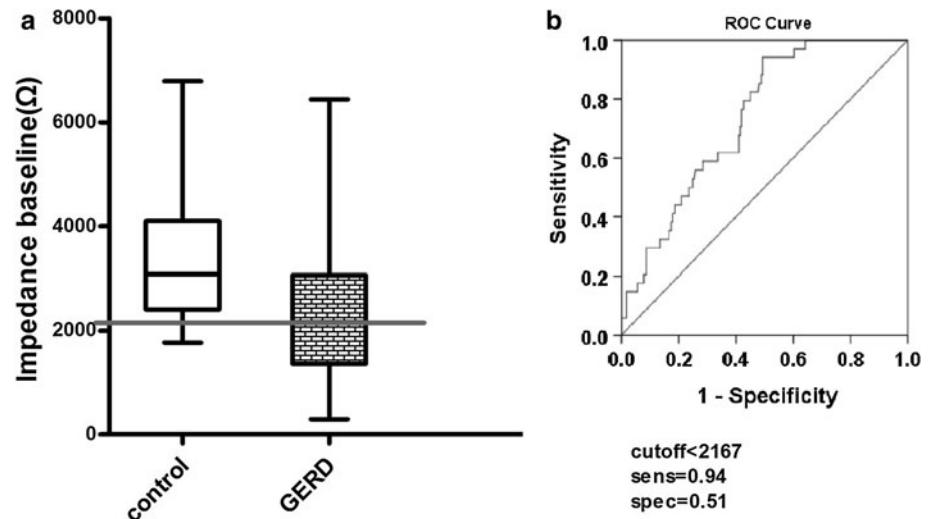 a
Impedance baseline(Ω)
8000
6000
4000
2000
0
control
GERD
b
ROC Curve
Sensitivity
1.0
0.8
0.6
0.4
0.2
0.0
0.0 0.2 0.4 0.6 0.8 1.0
1 - Specificity
cutoff<2167
sens=0.94
spec=0.51